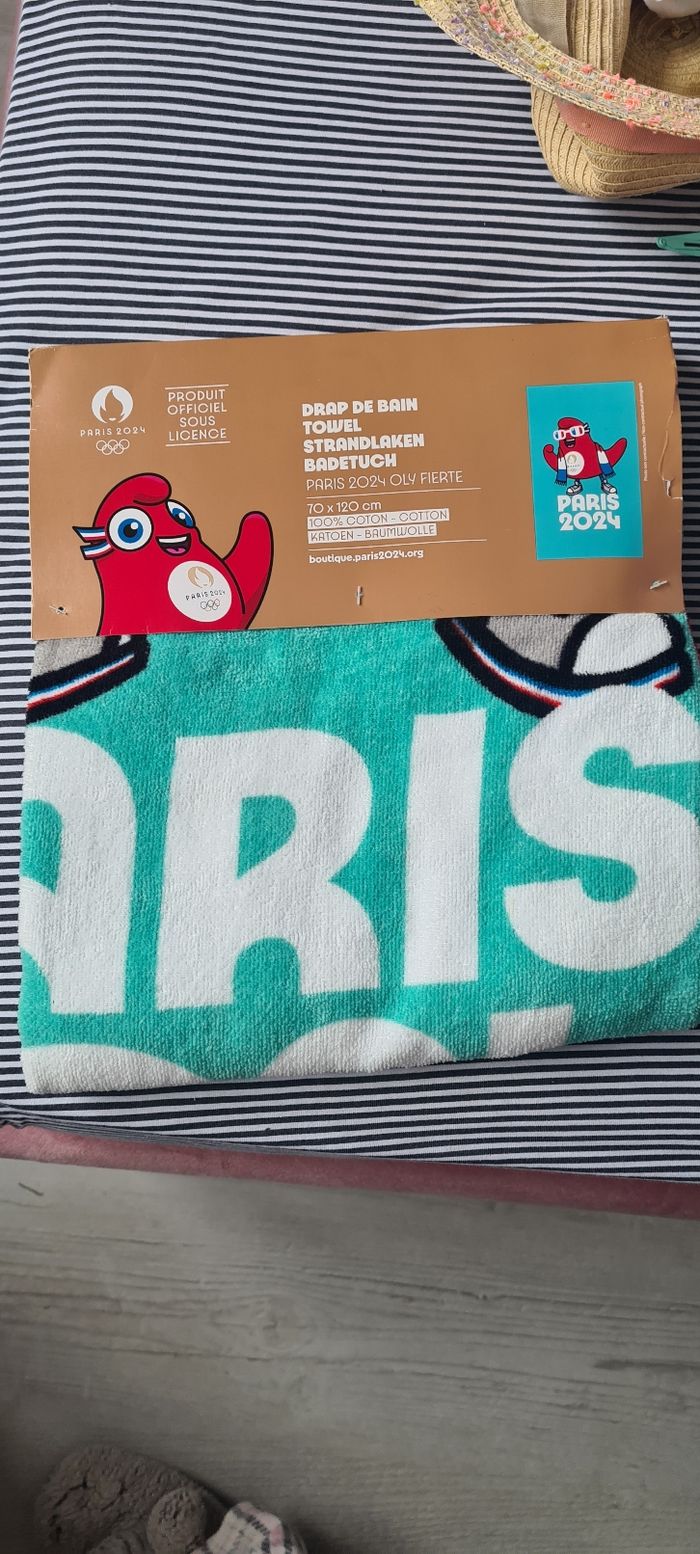 PARIS 2024
PRODUIT
OFFICIEL
SOUS
LICENCE
DRAP DE BAIN
TOWEL
STRANDLAKEN
BADETUCH
PARIS 2024 OLY FIERTE
70 x 120 cm
100% COTON - COTTON
KATOEN - BAUMWOLLE
boutique.paris2024.org
PARIS
2024
PARIS 2024
ARIS